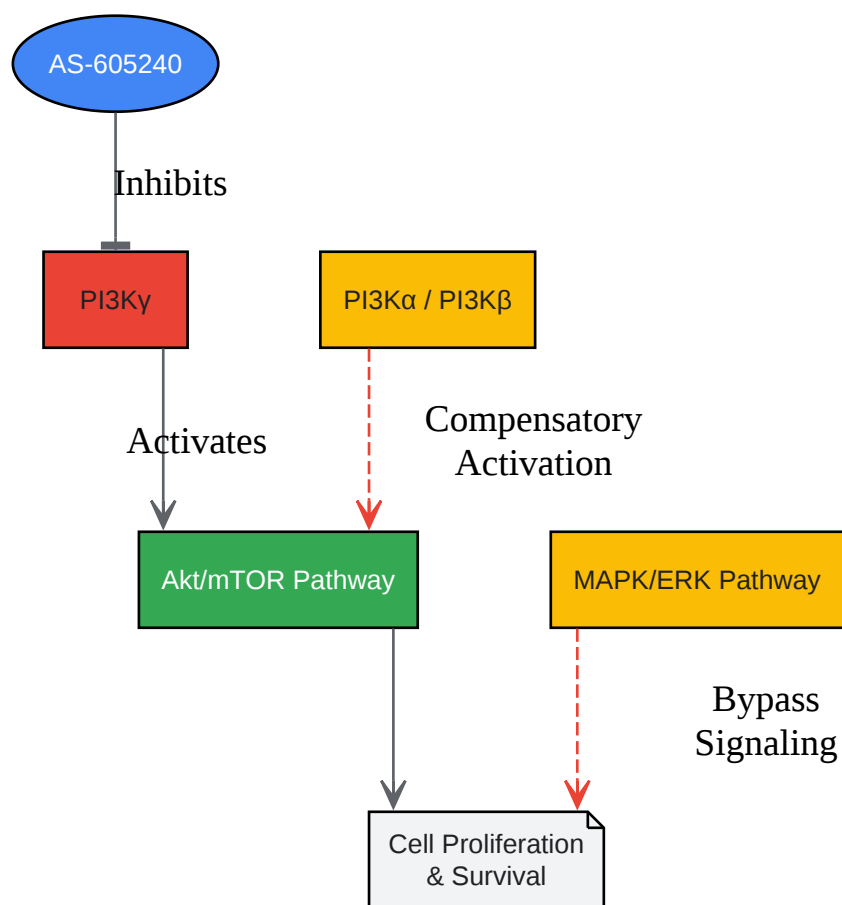 AS-605240
Inhibits
PI3Kγ
PI3Kα / PI3Kβ
Activates
Compensatory
Activation
Akt/mTOR Pathway
MAPK/ERK Pathway
Bypass
Signaling
Cell Proliferation
& Survival